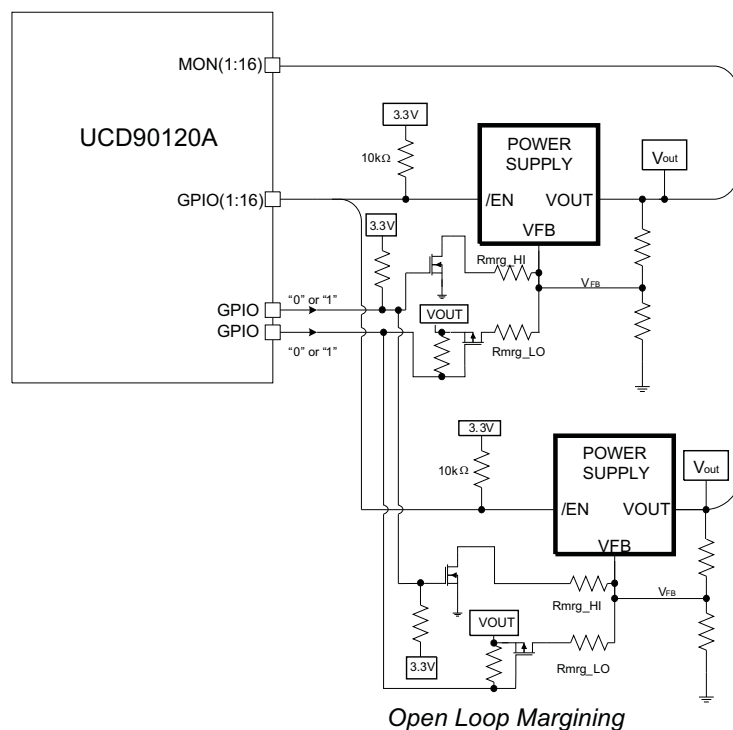 MON(1:16)
UCD90120A
GPIO(1:16)
GPIO
GPIO
"0" or "1"
"0" or "1"
3.3V
10kΩ
POWER
SUPPLY
/EN
VOUT
VFB
Vout
3.3V
Rmrg_HI
VFB
VOUT
Rmrg_LO
3.3V
10kΩ
POWER
SUPPLY
/EN
VOUT
VFB
Vout
Rmrg_HI
VFB
VOUT
3.3V
Rmrg_LO
Open Loop Margining